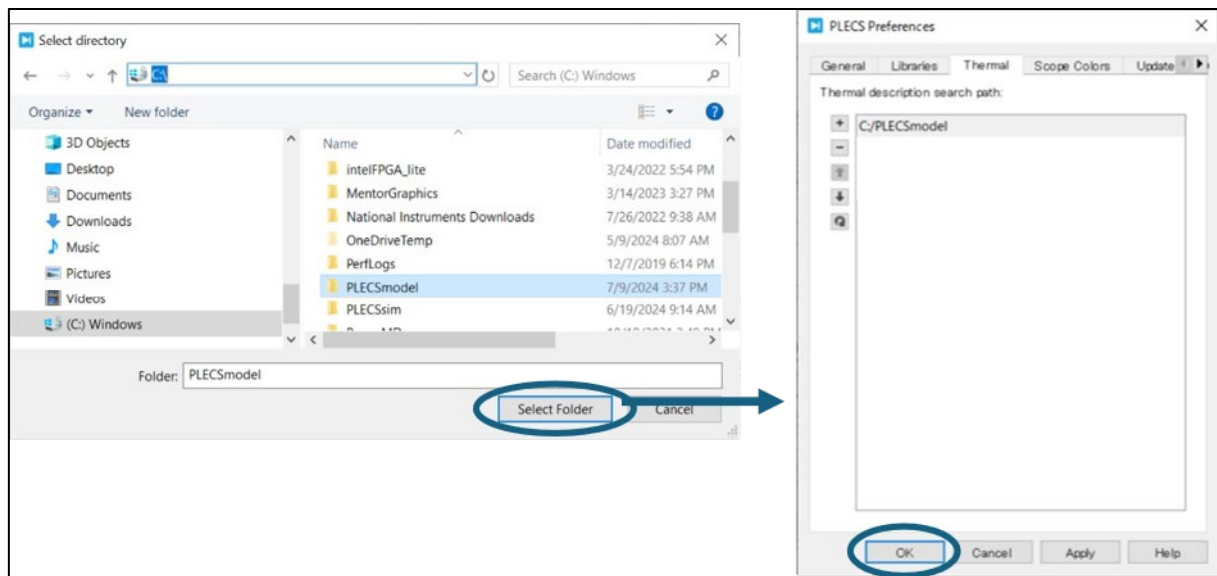 Select directory
C:\
Search (C:) Windows
Organize
New folder
3D Objects
Desktop
Documents
Downloads
Music
Pictures
Videos
(C:) Windows
Name
Date modified
intelFPGA_lite
3/24/2022 5:54 PM
MentorGraphics
3/14/2023 3:27 PM
National Instruments Downloads
7/26/2022 9:38 AM
OneDriveTemp
5/9/2024 8:07 AM
PerfLogs
12/7/2019 6:14 PM
PLECSmodel
7/9/2024 3:37 PM
PLECSsim
6/19/2024 9:14 AM
Folder:
PLECSmodel
Select Folder
Cancel
PLECS Preferences
General
Libraries
Thermal
Scope Colors
Update
Thermal description search path:
C:/PLECSmodel
OK
Cancel
Apply
Help